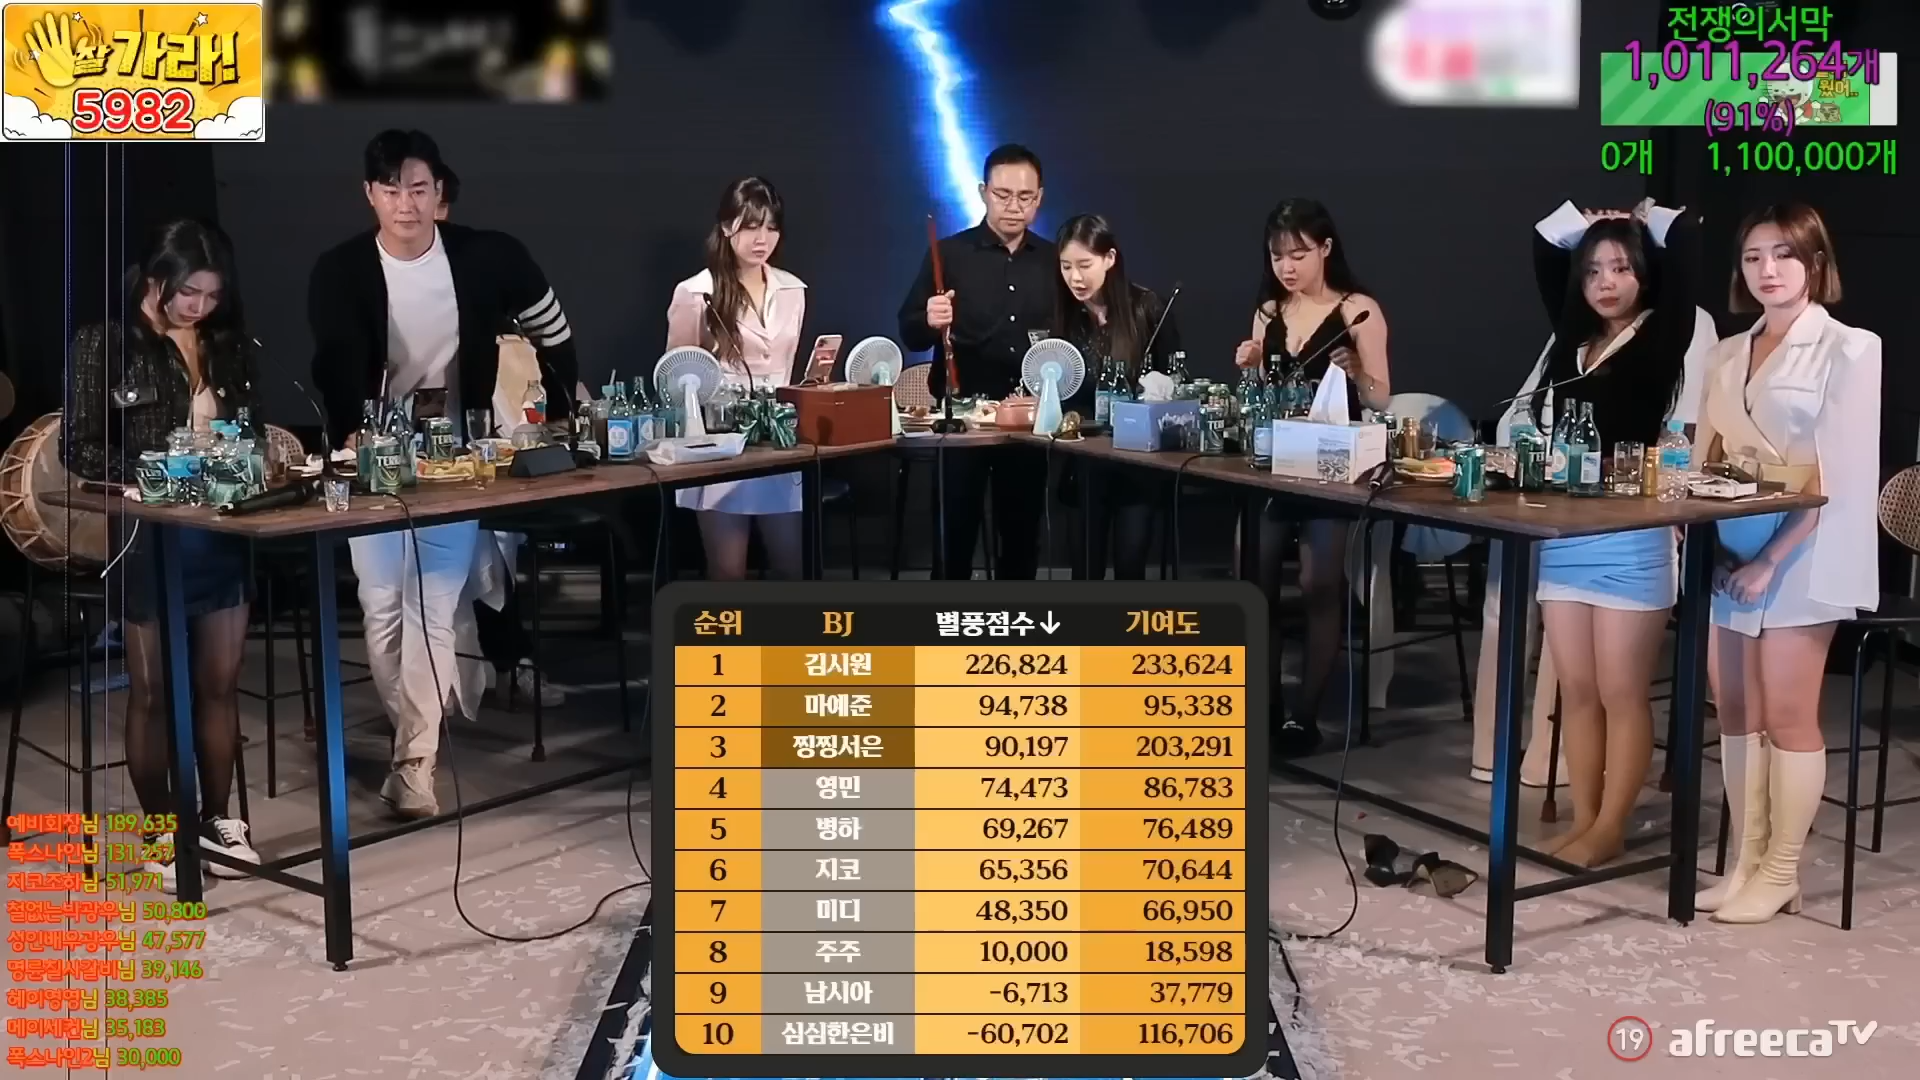 잘 가라!
5982
전쟁의서막
1,011,264개
(91%)
0개 1,100,000개
순위 BJ 별풍점수↓ 기여도
1 김시원 226,824 233,624
2 마예준 94,738 95,338
3 찡찡서은 90,197 203,291
4 영민 74,473 86,783
5 병하 69,267 76,489
6 지코 65,356 70,644
7 미디 48,350 66,950
8 주주 10,000 18,598
9 남시아 -6,713 37,779
10 심심한은비 -60,702 116,706
예비회장님 189,635
폭스나인님 131,257
지코조하님 51,971
철없는박광우님 50,800
성인배우광우님 47,577
명륜칠사갈비님 39,146
헤이영영님 38,385
메이세컨님 35,183
폭스나인2님 30,000
19 afreecaTV